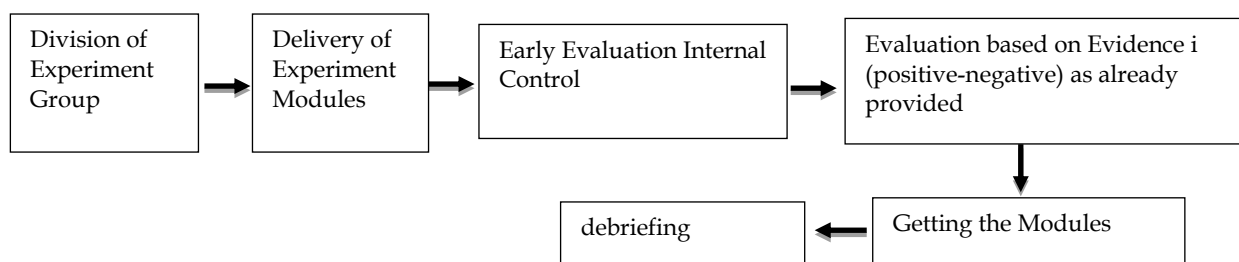 Division of
Experiment
Group
Delivery of
Experiment
Modules
Early Evaluation Internal
Control
Evaluation based on Evidence i
(positive-negative) as already
provided
Getting the Modules
debriefing